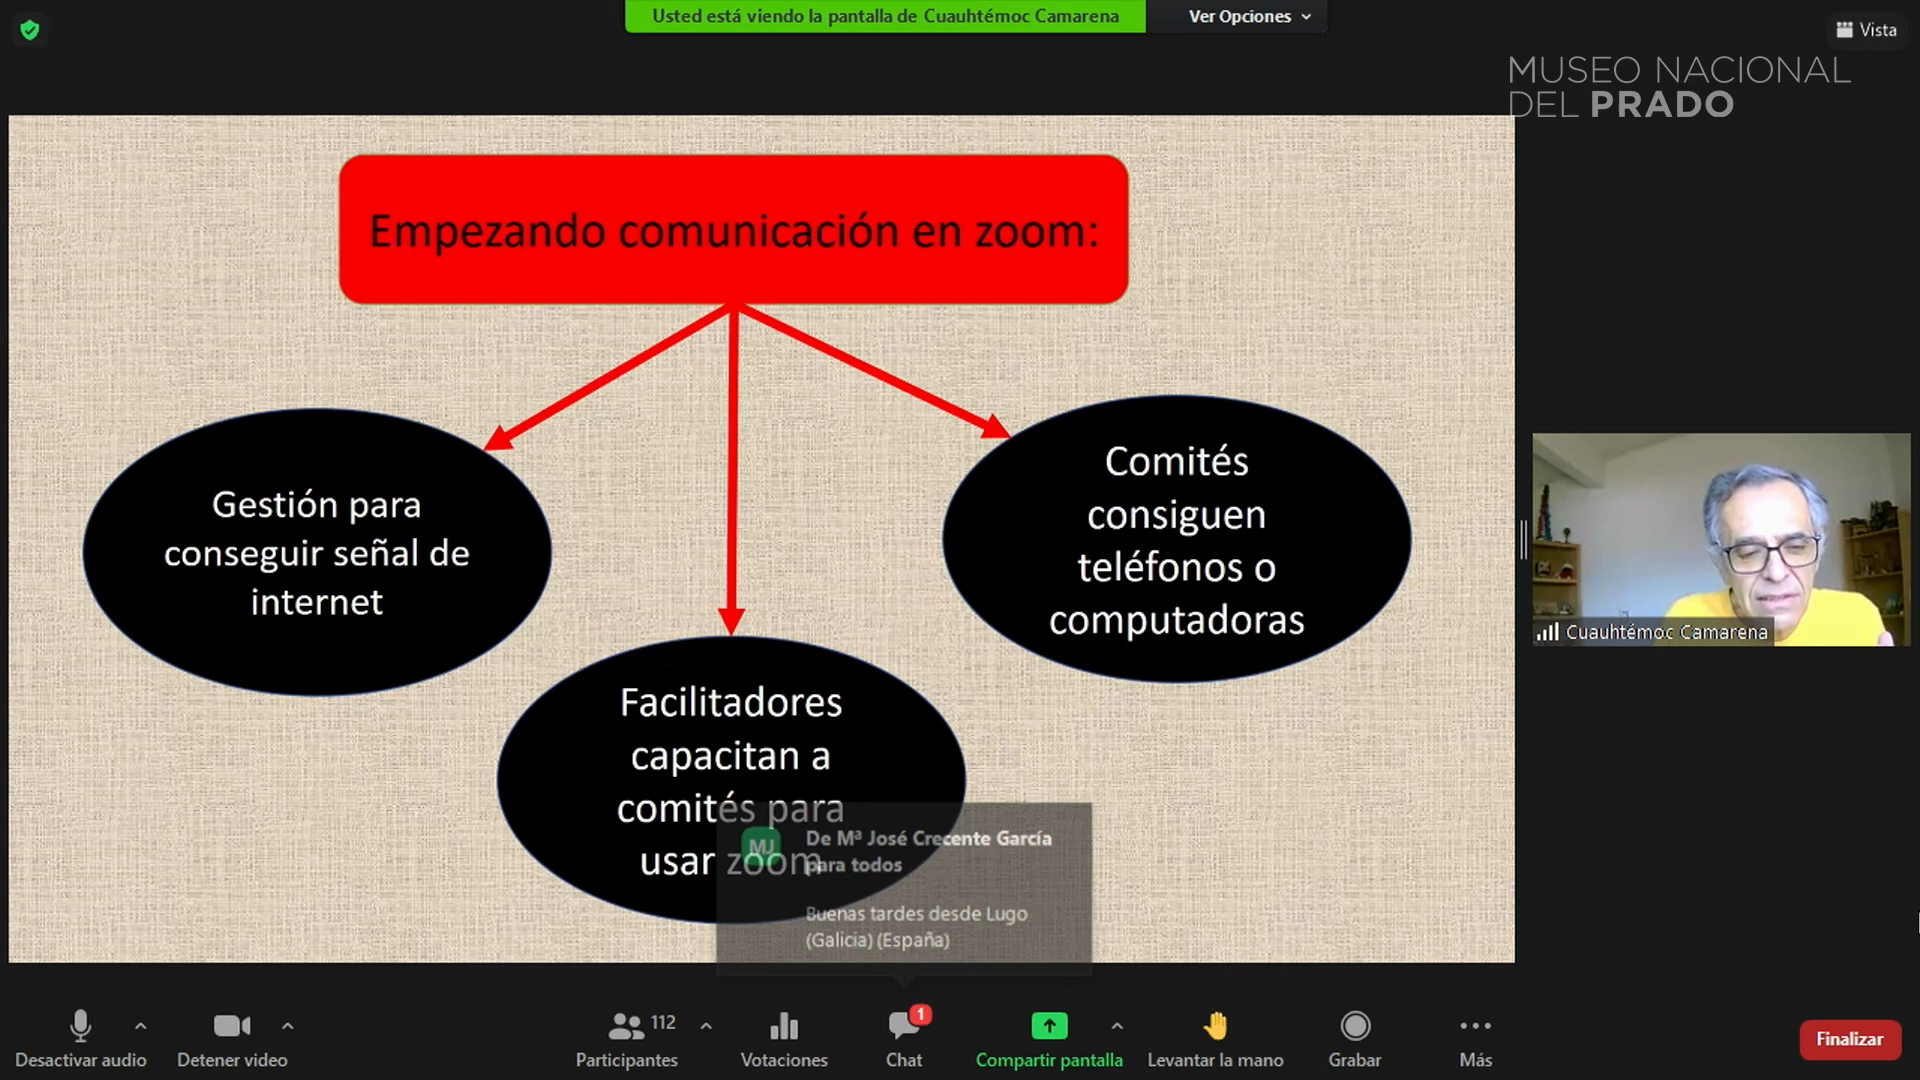 Usted está viendo la pantalla de Cuauhtémoc Camarena
Ver Opciones
Vista
MUSEO NACIONAL
DEL PRADO
Empezando comunicación en zoom:
Gestión para
conseguir señal de
internet
Comités
consiguen
teléfonos o
computadoras
Facilitadores
capacitan a
comités para
usar zoom
MJ
De Mª José Crecente García
para todos
Buenas tardes desde Lugo
(Galicia) (España)
Cuauhtémoc Camarena
Desactivar audio
Detener video
112
Participantes
Votaciones
1
Chat
Compartir pantalla
Levantar la mano
Grabar
Más
Finalizar